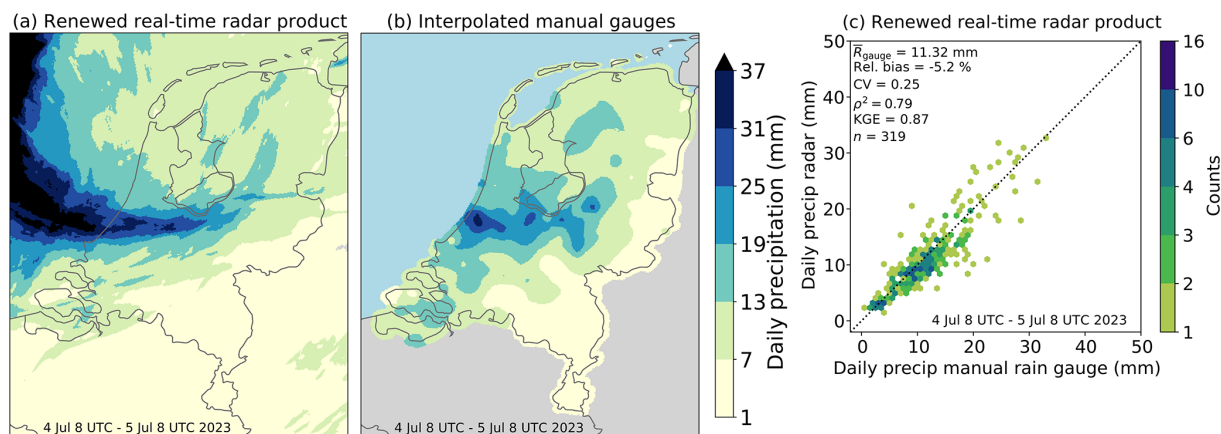 (a) Renewed real-time radar product
4 Jul 8 UTC - 5 Jul 8 UTC 2023
(b) Interpolated manual gauges
4 Jul 8 UTC - 5 Jul 8 UTC 2023
37
31
25
19
13
7
1
Daily precipitation (mm)
(c) Renewed real-time radar product
R̅gauge = 11.32 mm
Rel. bias = -5.2 %
CV = 0.25
ρ² = 0.79
KGE = 0.87
n = 319
50
40
30
20
10
0
Daily precip radar (mm)
4 Jul 8 UTC - 5 Jul 8 UTC 2023
0 10 20 30 40 50
Daily precip manual rain gauge (mm)
16
10
6
4
3
2
1
Counts